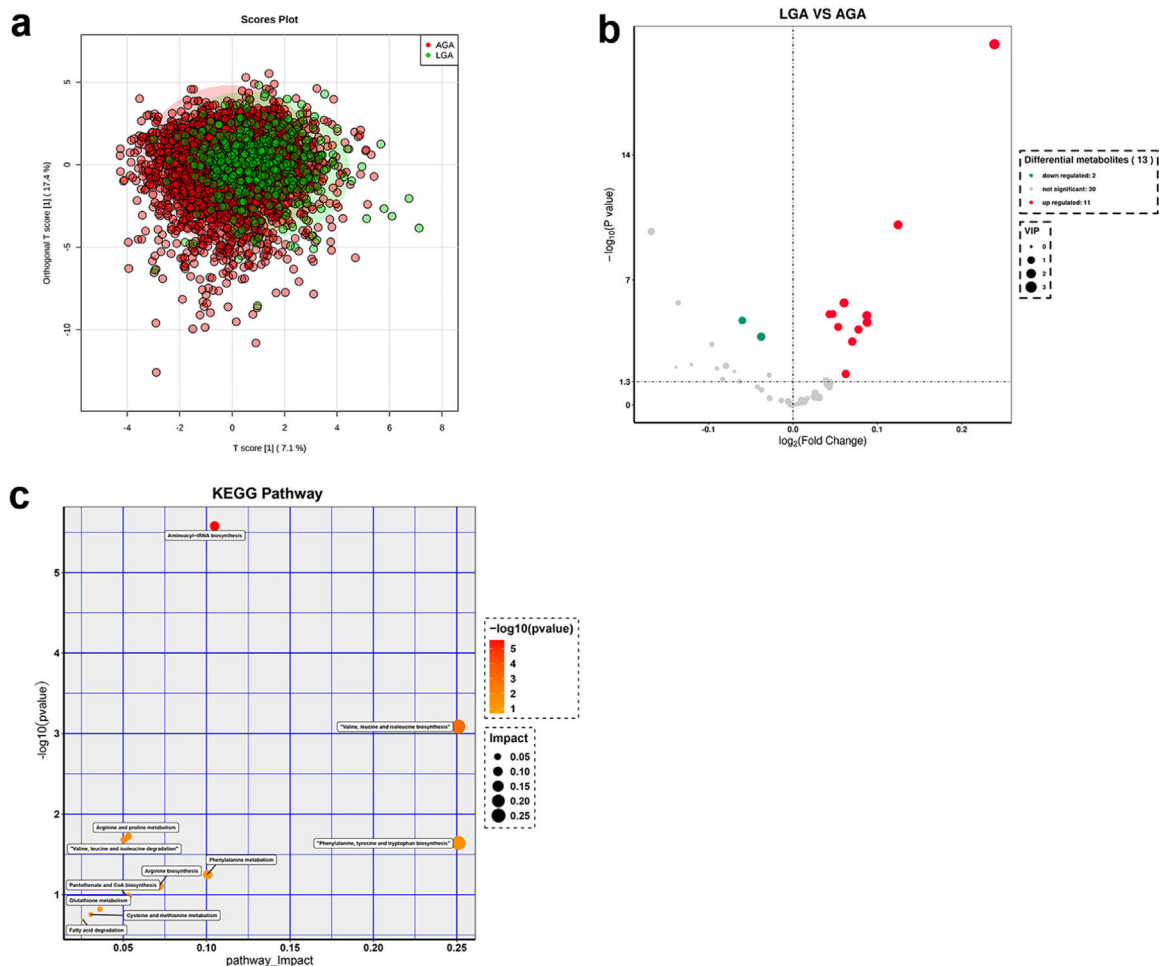 a
Scores Plot
AGA
LGA
5
0
-5
-10
Orthogonal T score [1] ( 17.4 %)
-4
-2
0
2
4
6
8
T score [1] ( 7.1 %)
b
LGA VS AGA
14
7
1.3
0
−log10(P value)
-0.1
0.0
0.1
0.2
log2(Fold Change)
Differential metabolites ( 13 )
down regulated: 2
not significant: 30
up regulated: 11
VIP
0
1
2
3
c
KEGG Pathway
Aminoacyl−tRNA biosynthesis
"Valine, leucine and isoleucine biosynthesis"
Arginine and proline metabolism
"Valine, leucine and isoleucine degradation"
"Phenylalanine, tyrosine and tryptophan biosynthesis"
Phenylalanine metabolism
Arginine biosynthesis
Pantothenate and CoA biosynthesis
Glutathione metabolism
Cysteine and methionine metabolism
Fatty acid degradation
5
4
3
2
1
-log10(pvalue)
0.05
0.10
0.15
0.20
0.25
pathway_Impact
−log10(pvalue)
5
4
3
2
1
Impact
0.05
0.10
0.15
0.20
0.25